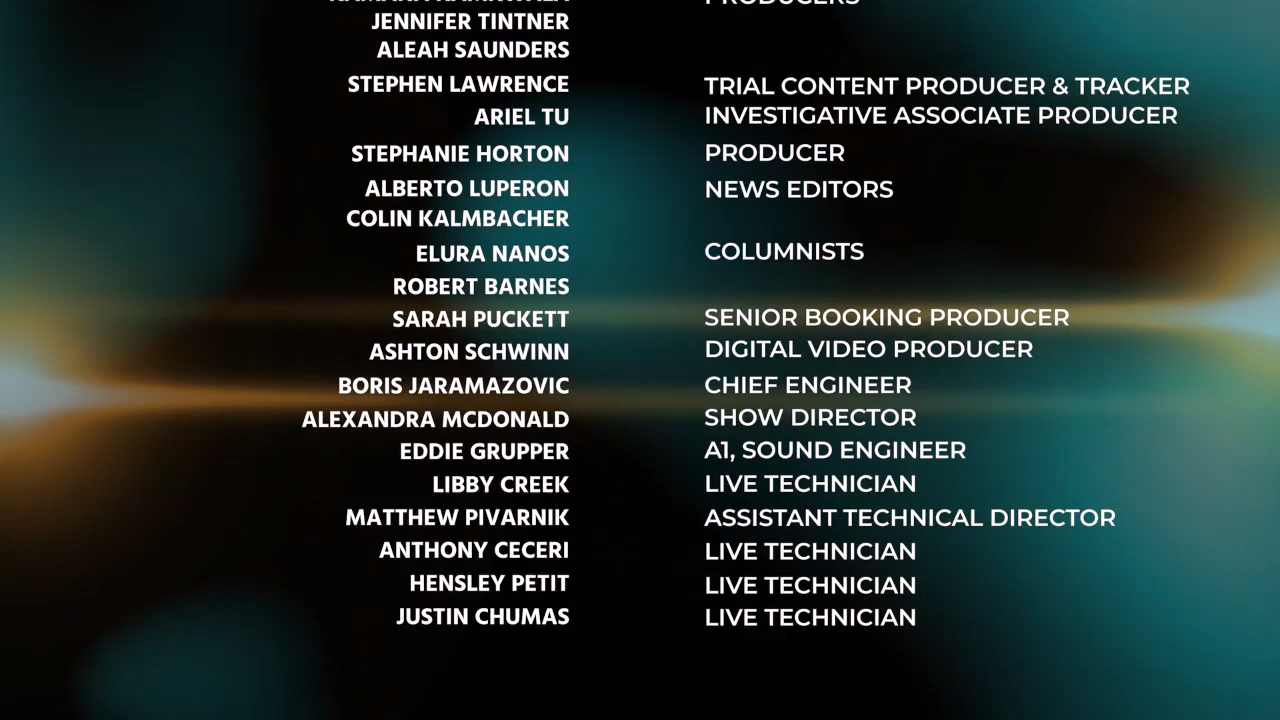 PRODUCERS
JENNIFER TINTNER
ALEAH SAUNDERS
STEPHEN LAWRENCE TRIAL CONTENT PRODUCER & TRACKER
ARIEL TU INVESTIGATIVE ASSOCIATE PRODUCER
STEPHANIE HORTON PRODUCER
ALBERTO LUPERON NEWS EDITORS
COLIN KALMBACHER
ELURA NANOS COLUMNISTS
ROBERT BARNES
SARAH PUCKETT SENIOR BOOKING PRODUCER
ASHTON SCHWINN DIGITAL VIDEO PRODUCER
BORIS JARAMAZOVIC CHIEF ENGINEER
ALEXANDRA MCDONALD SHOW DIRECTOR
EDDIE GRUPPER A1, SOUND ENGINEER
LIBBY CREEK LIVE TECHNICIAN
MATTHEW PIVARNIK ASSISTANT TECHNICAL DIRECTOR
ANTHONY CECERI LIVE TECHNICIAN
HENSLEY PETIT LIVE TECHNICIAN
JUSTIN CHUMAS LIVE TECHNICIAN